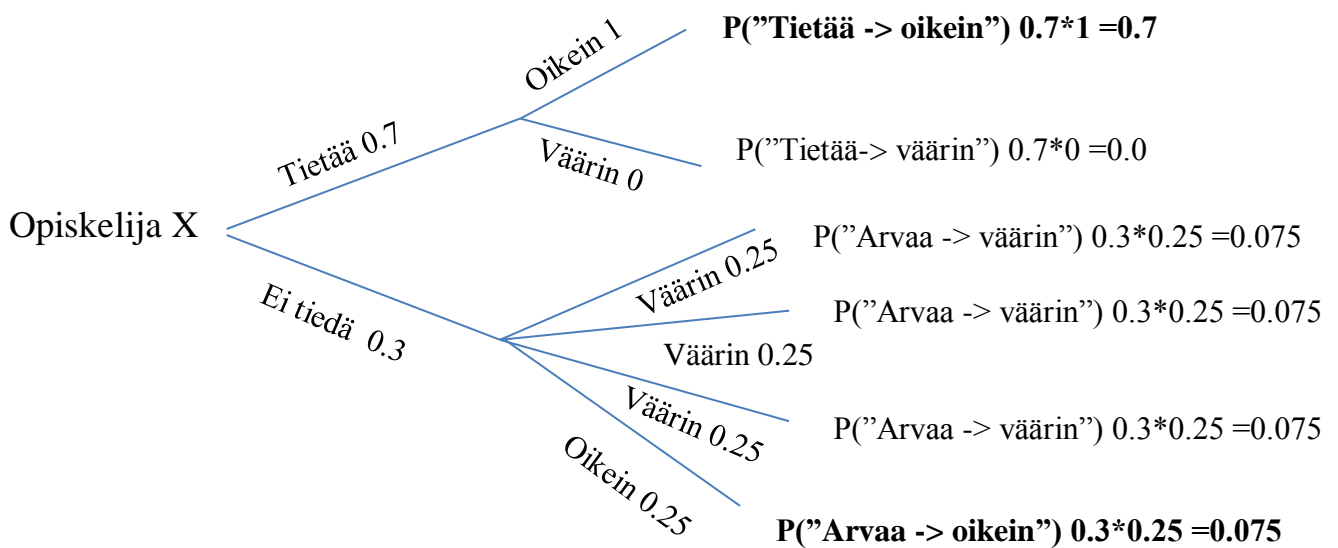 P(”Tietää -> oikein”) 0.7*1 =0.7
Oikein 1
Tietää 0.7
Väärin 0
P(”Tietää-> väärin”) 0.7*0 =0.0
Opiskelija X
Väärin 0.25
P(”Arvaa -> väärin”) 0.3*0.25 =0.075
Ei tiedä 0.3
P(”Arvaa -> väärin”) 0.3*0.25 =0.075
Väärin 0.25
Väärin 0.25
P(”Arvaa -> väärin”) 0.3*0.25 =0.075
Oikein 0.25
P(”Arvaa -> oikein”) 0.3*0.25 =0.075